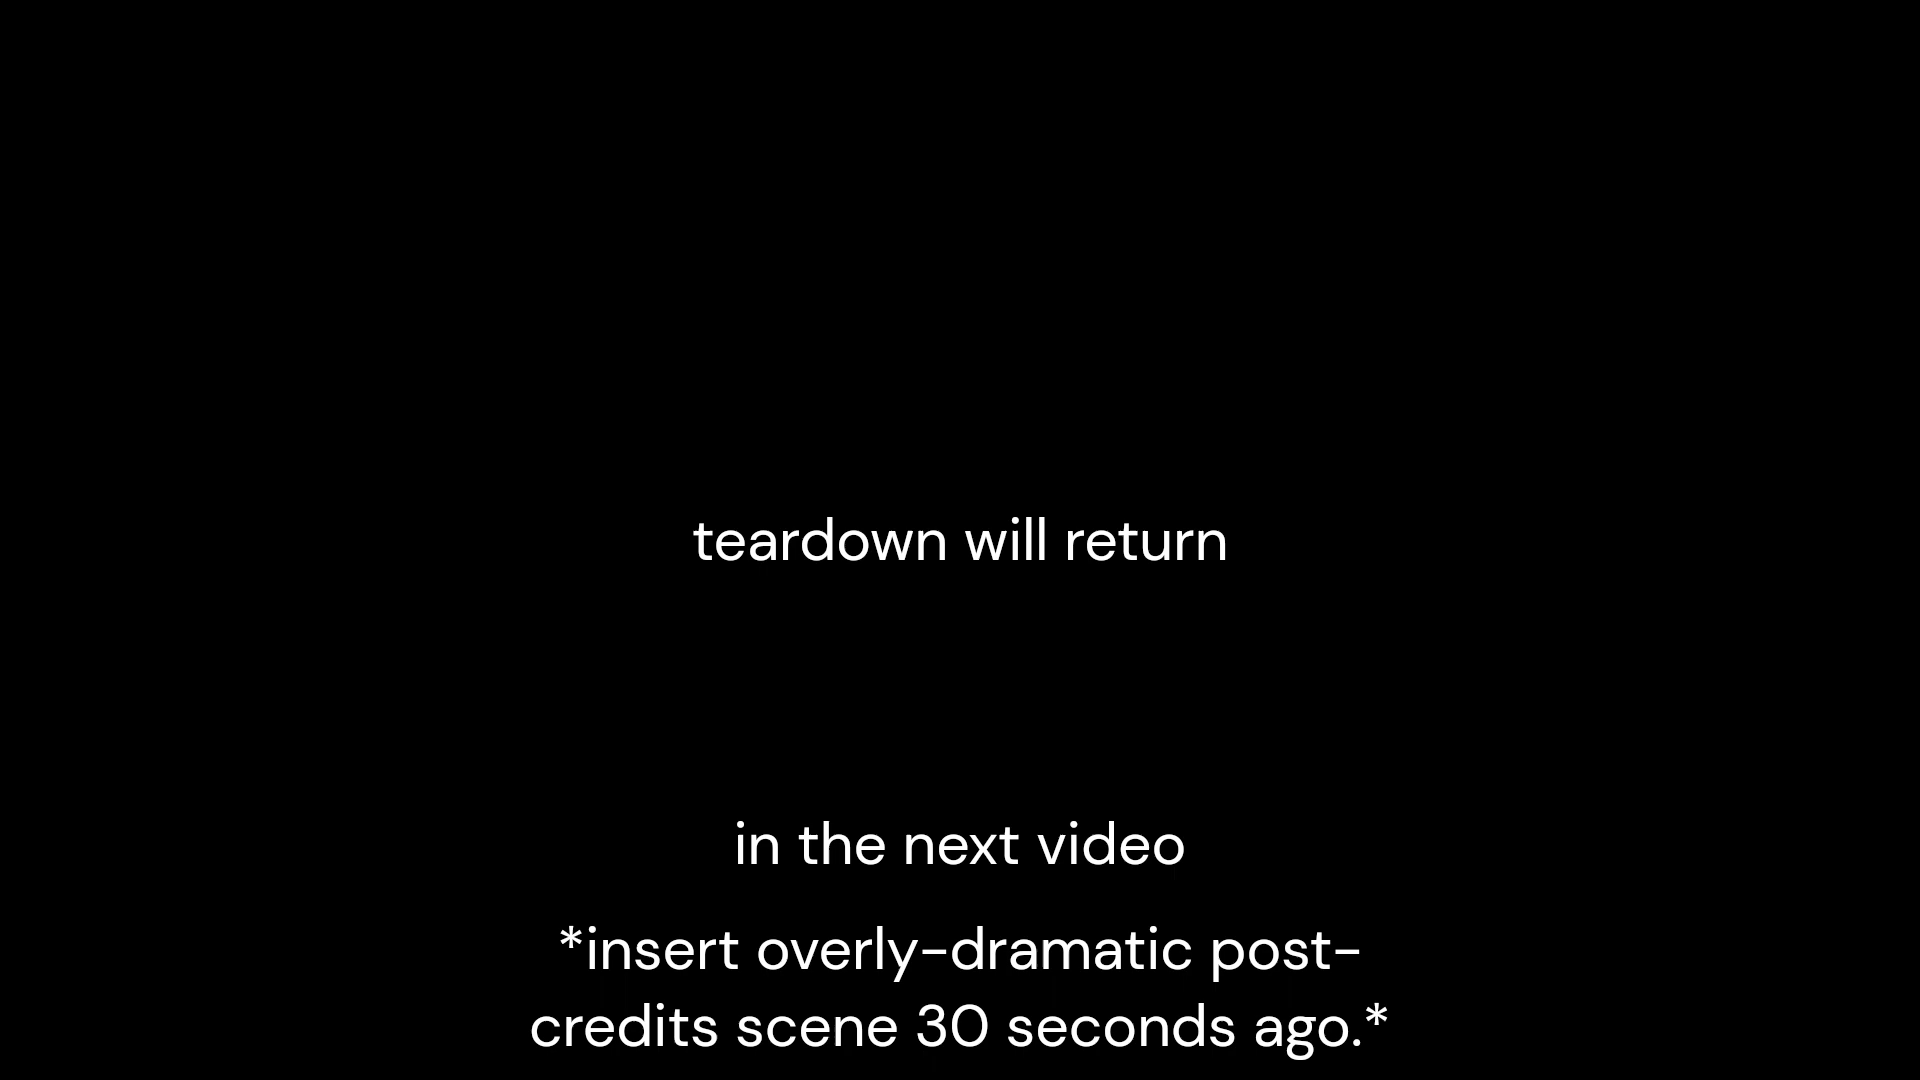 teardown will return
in the next video
*insert overly-dramatic post-
credits scene 30 seconds ago.*